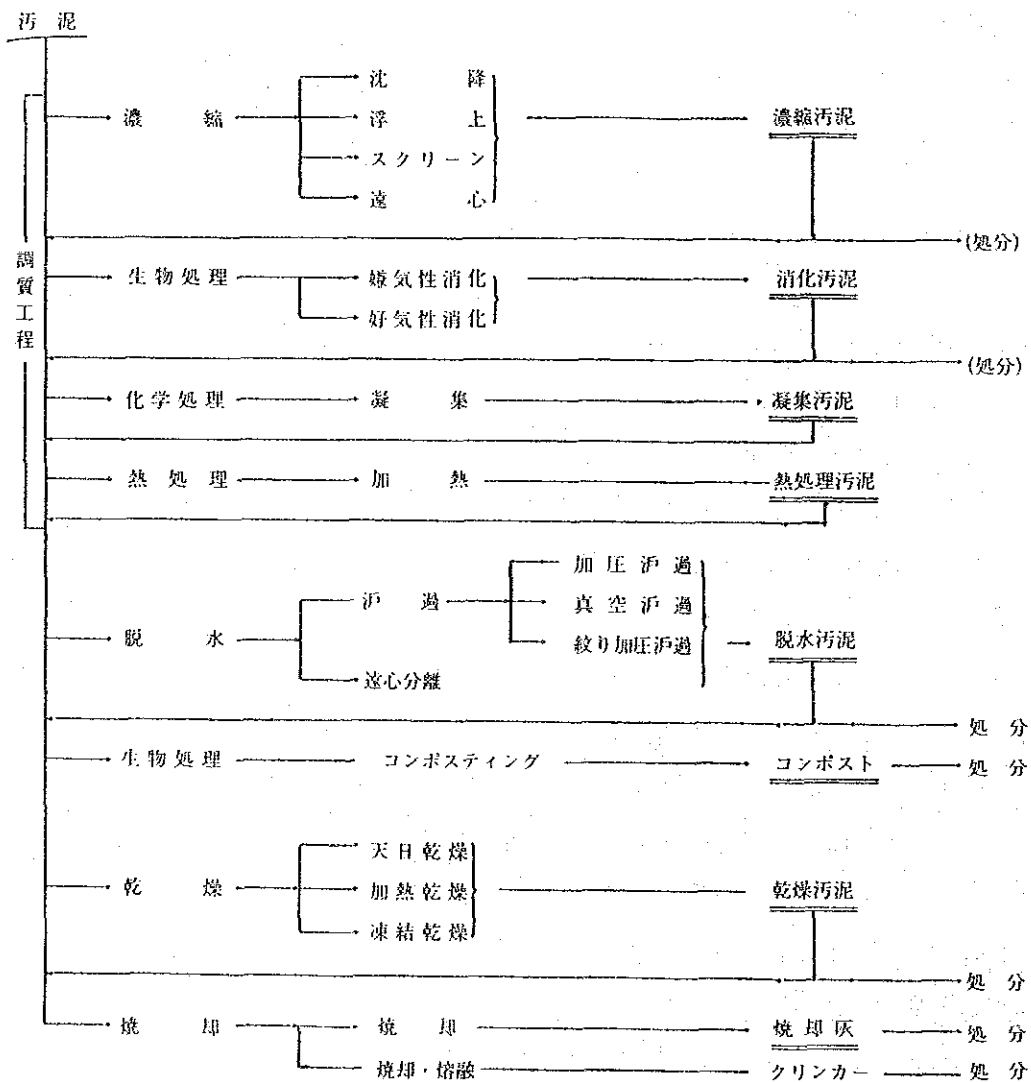 汚泥
沈降
濃縮 浮上 濃縮汚泥
スクリーン
遠心
(処分)
調質工程
生物処理 嫌気性消化 消化汚泥
好気性消化
(処分)
化学処理 凝集 凝集汚泥
熱処理 加熱 熱処理汚泥
加圧沪過
沪過 真空沪過
脱水 絞り加圧沪過 脱水汚泥
遠心分離
処分
生物処理 コンポスティング コンポスト 処分
天日乾燥
乾燥 加熱乾燥 乾燥汚泥
凍結乾燥
処分
焼却 焼却 焼却灰 処分
焼却・熔融 クリンカー 処分